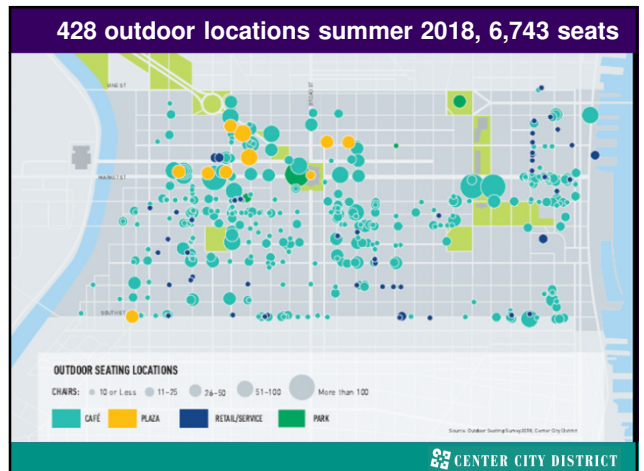 428 outdoor locations summer 2018, 6,743 seats
VINE ST
BROAD ST
MARKET ST
SOUTH ST
OUTDOOR SEATING LOCATIONS
CHAIRS: 10 or Less 11-25 26-50 51-100 More than 100
CAFÉ PLAZA RETAIL/SERVICE PARK
Source: Outdoor Seating Survey 2018, Center City District
CENTER CITY DISTRICT